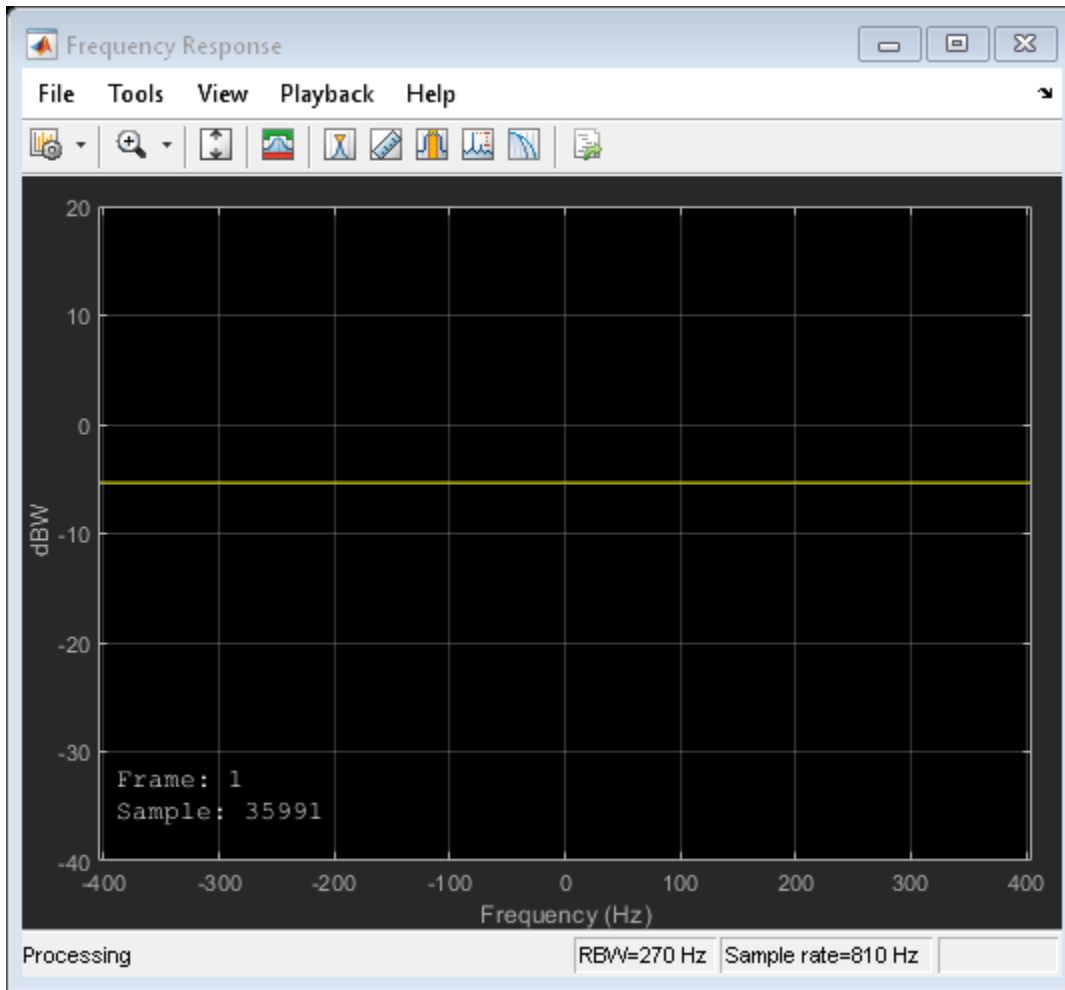 Frequency Response
File Tools View Playback Help
20
10
0
-10
-20
-30
-40
dBW
Frame: 1
Sample: 35991
-400 -300 -200 -100 0 100 200 300 400
Frequency (Hz)
Processing RBW=270 Hz Sample rate=810 Hz